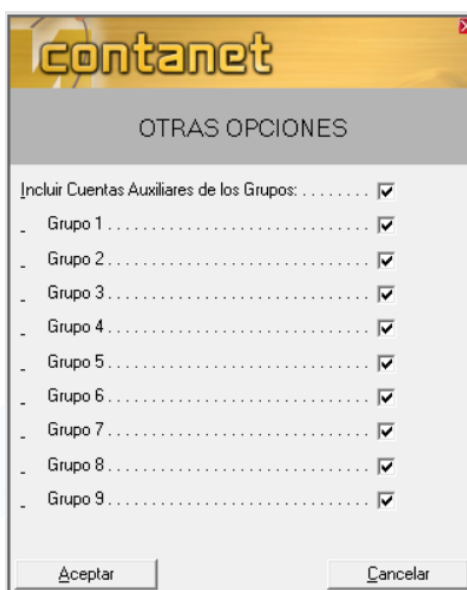 contanet
OTRAS OPCIONES
Incluir Cuentas Auxiliares de los Grupos: . . . . . . . .
- Grupo 1 . . . . . . . . . . . . . . . . . . . . . . . . . . . . . . . . . .
- Grupo 2 . . . . . . . . . . . . . . . . . . . . . . . . . . . . . . . . . .
- Grupo 3 . . . . . . . . . . . . . . . . . . . . . . . . . . . . . . . . . .
- Grupo 4 . . . . . . . . . . . . . . . . . . . . . . . . . . . . . . . . . .
- Grupo 5 . . . . . . . . . . . . . . . . . . . . . . . . . . . . . . . . . .
- Grupo 6 . . . . . . . . . . . . . . . . . . . . . . . . . . . . . . . . . .
- Grupo 7 . . . . . . . . . . . . . . . . . . . . . . . . . . . . . . . . . .
- Grupo 8 . . . . . . . . . . . . . . . . . . . . . . . . . . . . . . . . . .
- Grupo 9 . . . . . . . . . . . . . . . . . . . . . . . . . . . . . . . . . .
Aceptar Cancelar